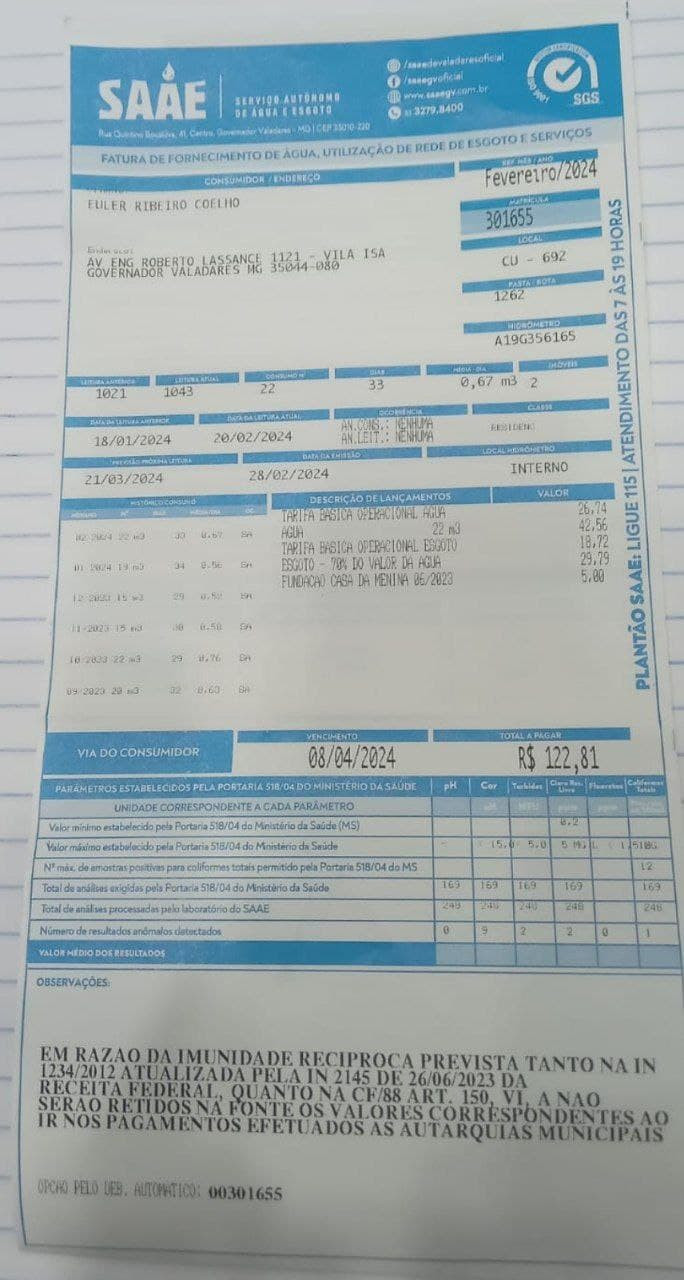 SAAE
SERVIÇO AUTÔNOMO
DE ÁGUA E ESGOTO
/saaedevaladaresoficial
/saaegvoficial
www.saaegv.com.br
3279.8400
ISO 9001
SGS
Rua Quintino Bocaiúva, 41, Centro, Governador Valadares - MG | CEP 35010-220
FATURA DE FORNECIMENTO DE ÁGUA, UTILIZAÇÃO DE REDE DE ESGOTO E SERVIÇOS
CONSUMIDOR / ENDEREÇO
REF. MÊS / ANO
Fevereiro/2024
EULER RIBEIRO COELHO
MATRÍCULA
301655
LOCAL
CU - 692
Endereço:
AV ENG ROBERTO LASSANCE 1121 - VILA ISA
GOVERNADOR VALADARES MG 35044-080
PASTA / ROTA
1262
HIDRÔMETRO
A19G356165
LEITURA ANTERIOR LEITURA ATUAL CONSUMO M³ DIAS MÉDIA - DIA IMÓVEIS
1021 1043 22 33 0,67 m3 2
DATA DA LEITURA ANTERIOR DATA DA LEITURA ATUAL OCORRÊNCIA CLASSE
18/01/2024 20/02/2024 AN.CONS.: NENHUMA RESIDENC
AN.LEIT.: NENHUMA
PREVISÃO PRÓXIMA LEITURA DATA DA EMISSÃO LOCAL HIDRÔMETRO
21/03/2024 28/02/2024 INTERNO
HISTÓRICO CONSUMO DESCRIÇÃO DE LANÇAMENTOS VALOR
TARIFA BASICA OPERACIONAL AGUA 26,74
AGUA 22 m3 42,56
TARIFA BASICA OPERACIONAL ESGOTO 18,72
ESGOTO - 70% DO VALOR DA AGUA 29,79
FUNDACAO CASA DA MENINA 06/2023 5,00
02 2024 22 m3 33 0.67 SA
01 2024 19 m3 34 0.56 SA
12 2023 15 m3 29 0.52 SA
11-2023 15 m3 30 0.50 SA
10 2023 22 m3 29 0.76 SA
09 2023 20 m3 32 0.63 SA
PLANTÃO SAAE: LIGUE 115 | ATENDIMENTO DAS 7 ÀS 19 HORAS
VIA DO CONSUMIDOR
VENCIMENTO
08/04/2024
TOTAL A PAGAR
R$ 122,81
PARÂMETROS ESTABELECIDOS PELA PORTARIA 518/04 DO MINISTÉRIO DA SAÚDE pH Cor Turbidez Cloro Res. Livre Fluoretos Coliformes Totais
UNIDADE CORRESPONDENTE A CADA PARÂMETRO
Valor mínimo estabelecido pela Portaria 518/04 do Ministério da Saúde (MS) 0,2
Valor máximo estabelecido pela Portaria 518/04 do Ministério da Saúde - 15.0 5.0 5 MG L
Nº máx. de amostras positivas para coliformes totais permitido pela Portaria 518/04 do MS 12
Total de análises exigidas pela Portaria 518/04 do Ministério da Saúde 169 169 169 169 169
Total de análises processadas pelo laboratório do SAAE 248 248 248 248 248
Número de resultados anômalos detectados 0 9 2 2 0 1
VALOR MÉDIO DOS RESULTADOS
OBSERVAÇÕES:
EM RAZAO DA IMUNIDADE RECIPROCA PREVISTA TANTO NA IN
1234/2012 ATUALIZADA PELA IN 2145 DE 26/06/2023 DA
RECEITA FEDERAL, QUANTO NA CF/88 ART. 150, VI, A NAO
SERAO RETIDOS NA FONTE OS VALORES CORRESPONDENTES AO
IR NOS PAGAMENTOS EFETUADOS AS AUTARQUIAS MUNICIPAIS
OPCAO PELO DEB. AUTOMATICO: 00301655